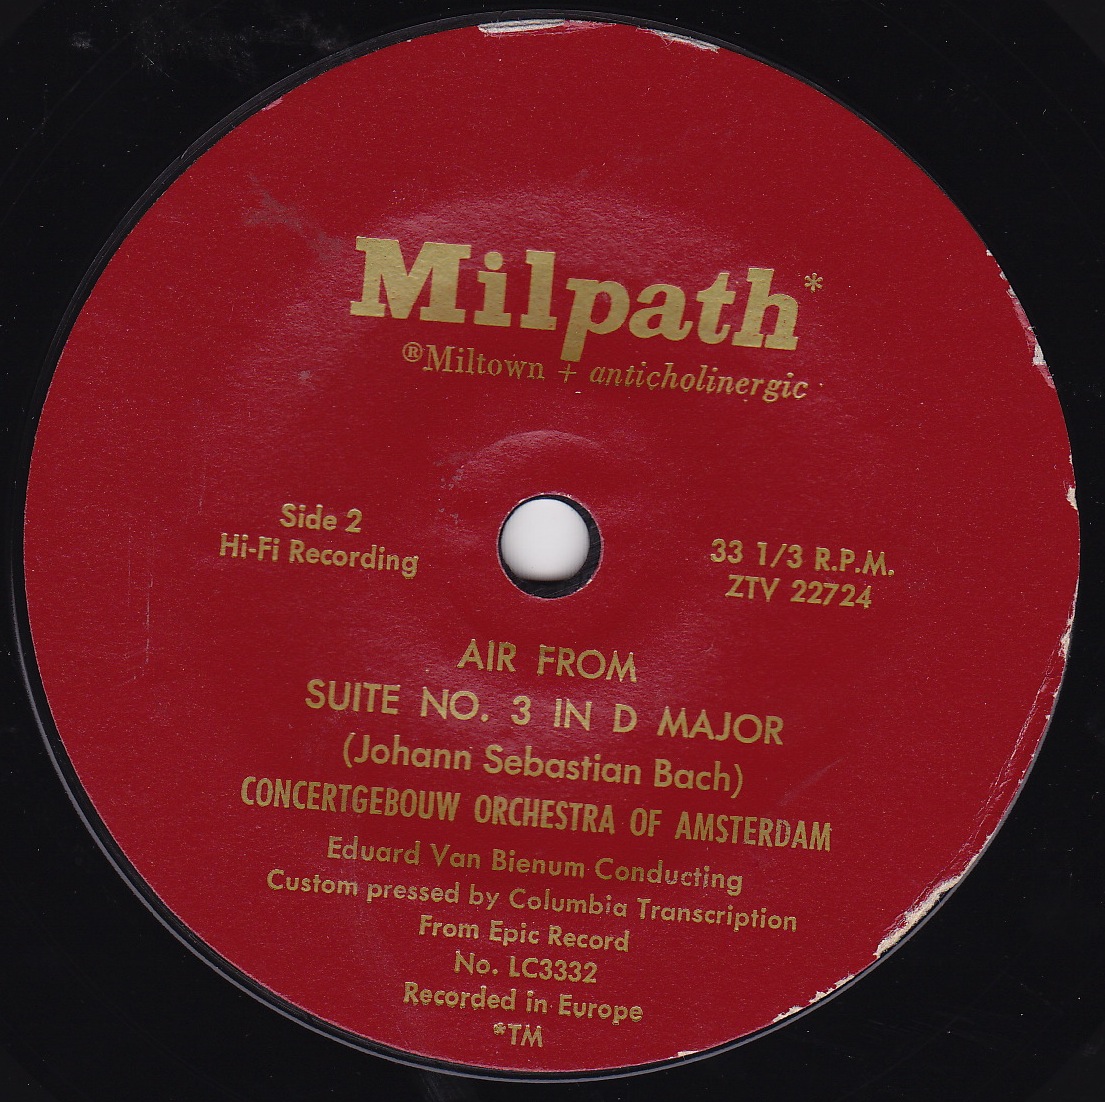 Milpath*
®Miltown + anticholinergic
Side 2
Hi-Fi Recording
33 1/3 R.P.M.
ZTV 22724
AIR FROM
SUITE NO. 3 IN D MAJOR
(Johann Sebastian Bach)
CONCERTGEBOUW ORCHESTRA OF AMSTERDAM
Eduard Van Bienum Conducting
Custom pressed by Columbia Transcription
From Epic Record
No. LC3332
Recorded in Europe
*TM